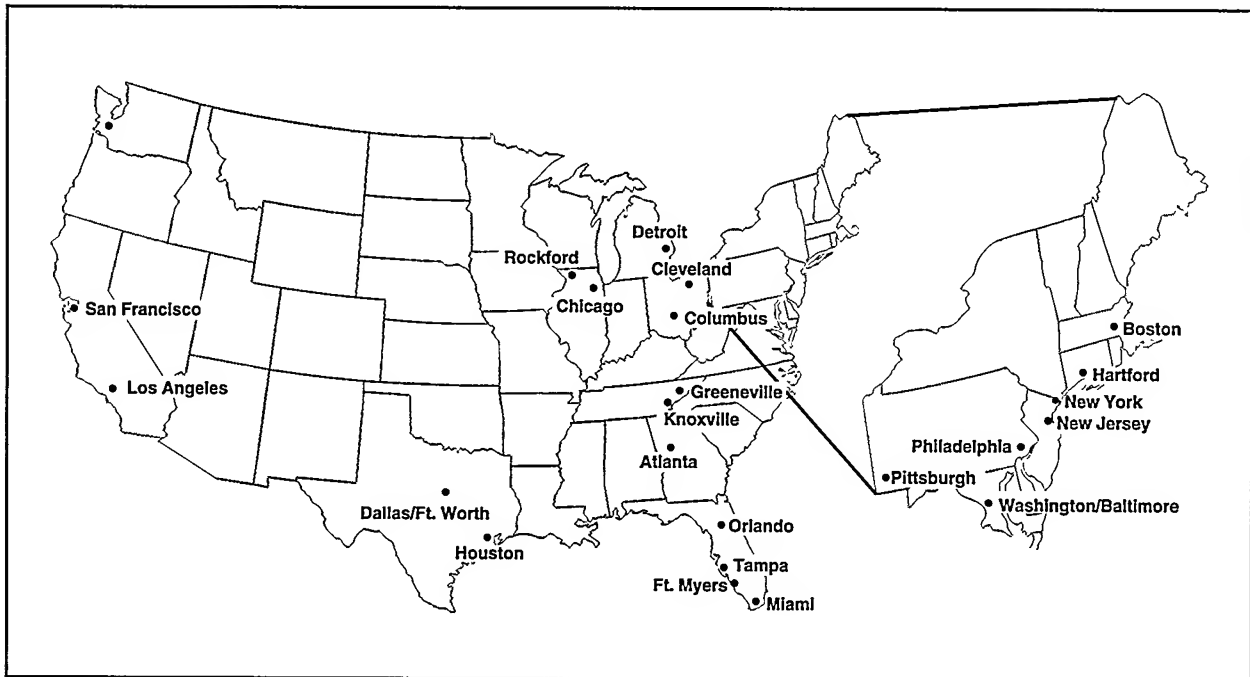 Detroit
Rockford
Cleveland
Chicago
San Francisco
Columbus
Boston
Hartford
Los Angeles
Greeneville
New York
Knoxville
New Jersey
Philadelphia
Atlanta
Pittsburgh
Washington/Baltimore
Dallas/Ft. Worth
Orlando
Houston
Tampa
Ft. Myers
Miami